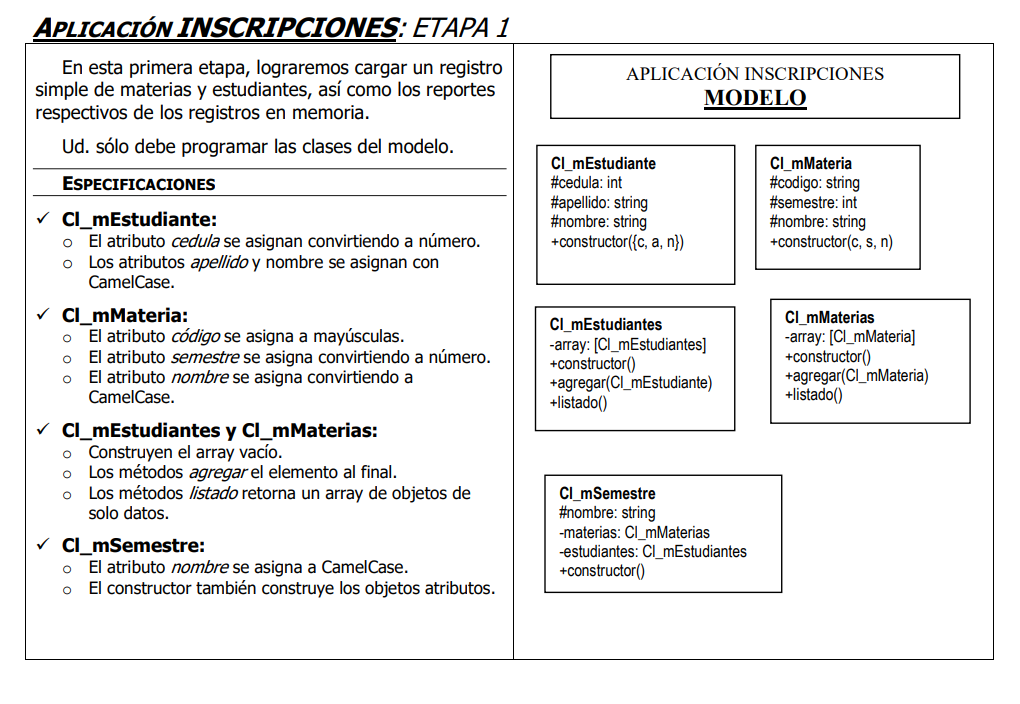 APLICACIÓN INSCRIPCIONES: ETAPA 1
En esta primera etapa, lograremos cargar un registro
simple de materias y estudiantes, así como los reportes
respectivos de los registros en memoria.
Ud. sólo debe programar las clases del modelo.
ESPECIFICACIONES
✓ Cl_mEstudiante:
o El atributo cedula se asignan convirtiendo a número.
o Los atributos apellido y nombre se asignan con
CamelCase.
✓ Cl_mMateria:
o El atributo código se asigna a mayúsculas.
o El atributo semestre se asigna convirtiendo a número.
o El atributo nombre se asigna convirtiendo a
CamelCase.
✓ Cl_mEstudiantes y Cl_mMaterias:
o Construyen el array vacío.
o Los métodos agregar el elemento al final.
o Los métodos listado retorna un array de objetos de
solo datos.
✓ Cl_mSemestre:
o El atributo nombre se asigna a CamelCase.
o El constructor también construye los objetos atributos.
APLICACIÓN INSCRIPCIONES
MODELO
Cl_mEstudiante
#cedula: int
#apellido: string
#nombre: string
+constructor({c, a, n})
Cl_mMateria
#codigo: string
#semestre: int
#nombre: string
+constructor(c, s, n)
Cl_mEstudiantes
-array: [Cl_mEstudiantes]
+constructor()
+agregar(Cl_mEstudiante)
+listado()
Cl_mMaterias
-array: [Cl_mMateria]
+constructor()
+agregar(Cl_mMateria)
+listado()
Cl_mSemestre
#nombre: string
-materias: Cl_mMaterias
-estudiantes: Cl_mEstudiantes
+constructor()